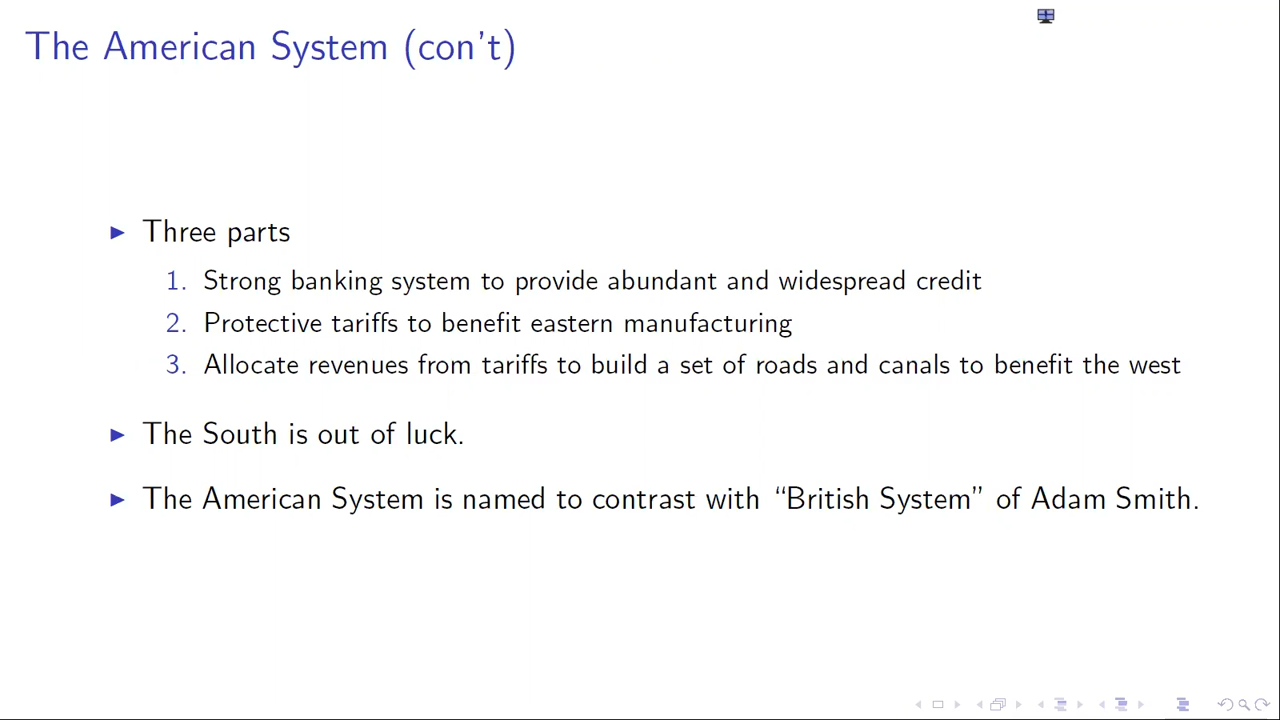 The American System (con't)
Three parts
1. Strong banking system to provide abundant and widespread credit
2. Protective tariffs to benefit eastern manufacturing
3. Allocate revenues from tariffs to build a set of roads and canals to benefit the west
The South is out of luck.
The American System is named to contrast with “British System” of Adam Smith.